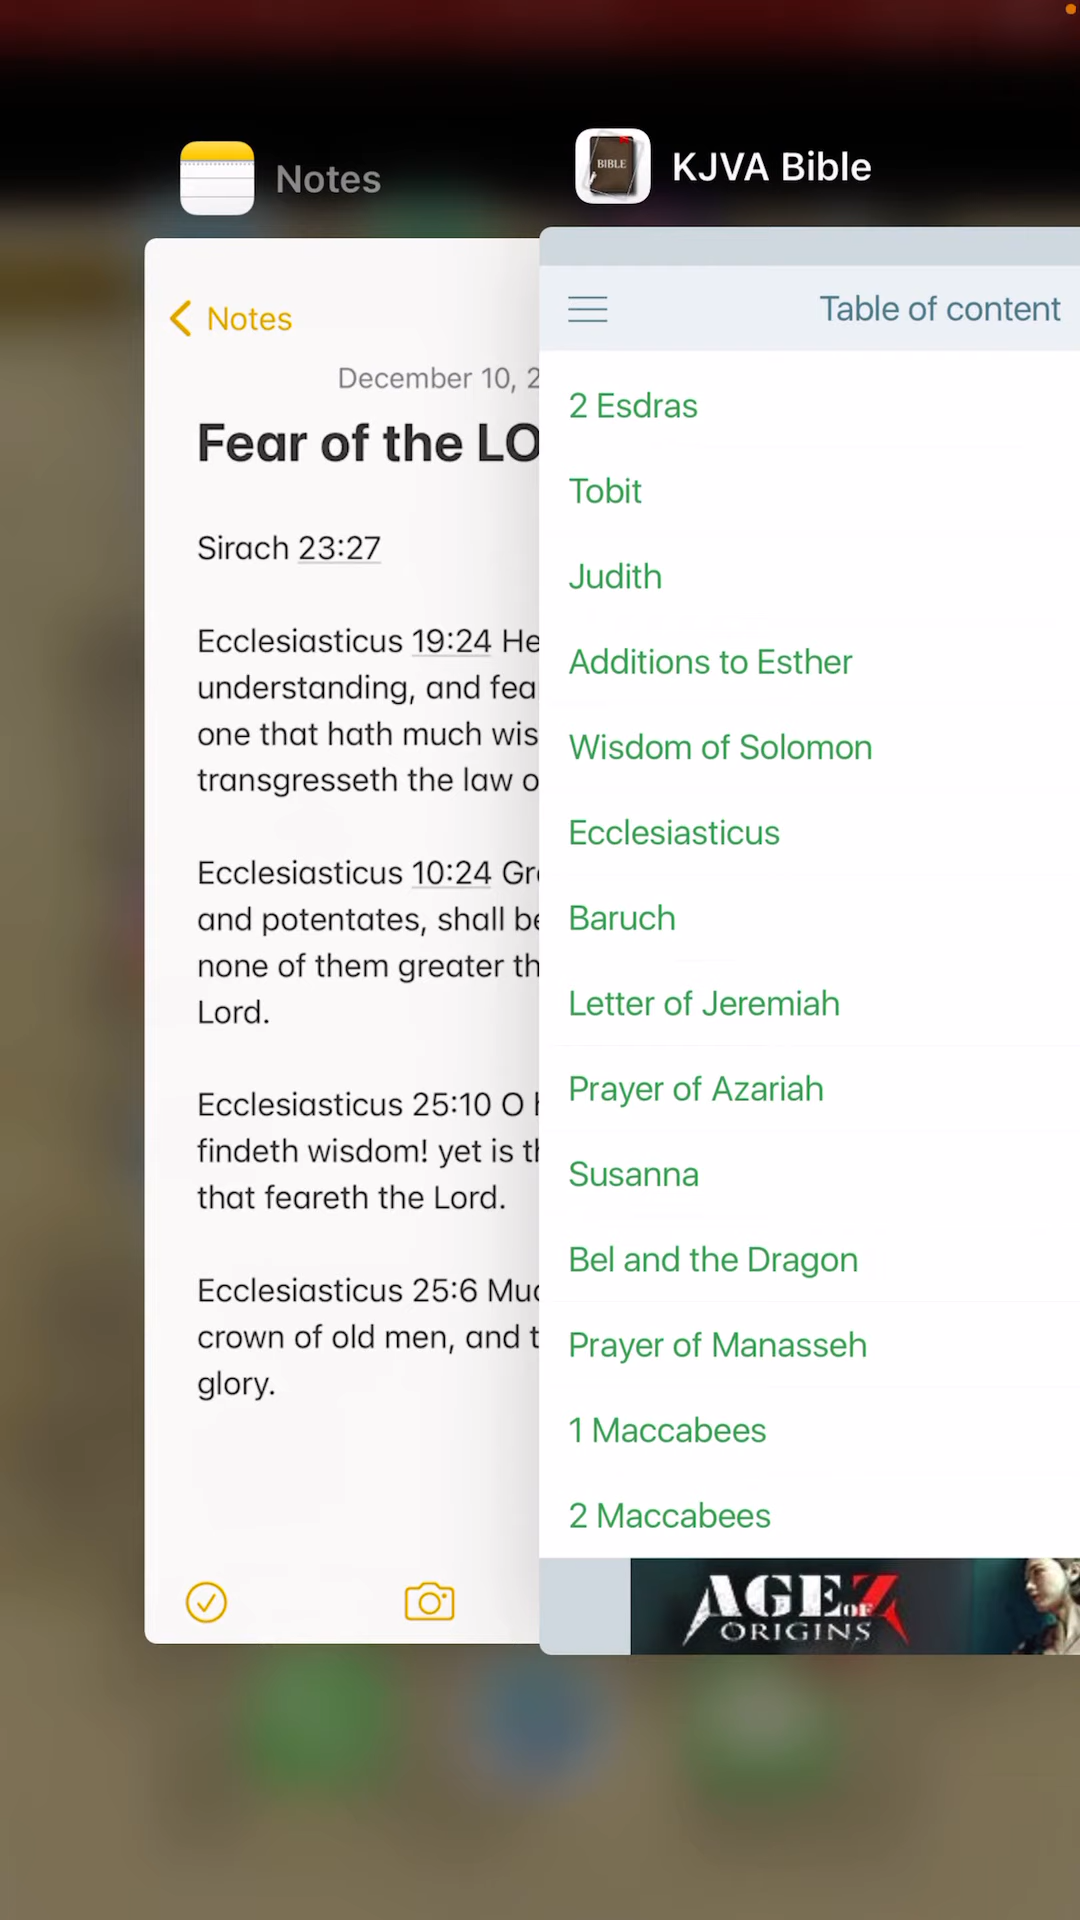 Notes
KJVA Bible
BIBLE
Notes
December 10,
Fear of the
Sirach 23:27
Ecclesiasticus 19:24
understanding, and
one that hath much
transgresseth the law
Ecclesiasticus 10:24
and potentates, shall
none of them greater
Lord.
Ecclesiasticus 25:10 O
findeth wisdom! yet is
that feareth the Lord.
Ecclesiasticus 25:6
crown of old men, and
glory.
Table of content
2 Esdras
Tobit
Judith
Additions to Esther
Wisdom of Solomon
Ecclesiasticus
Baruch
Letter of Jeremiah
Prayer of Azariah
Susanna
Bel and the Dragon
Prayer of Manasseh
1 Maccabees
2 Maccabees
AGE OF Z
ORIGINS